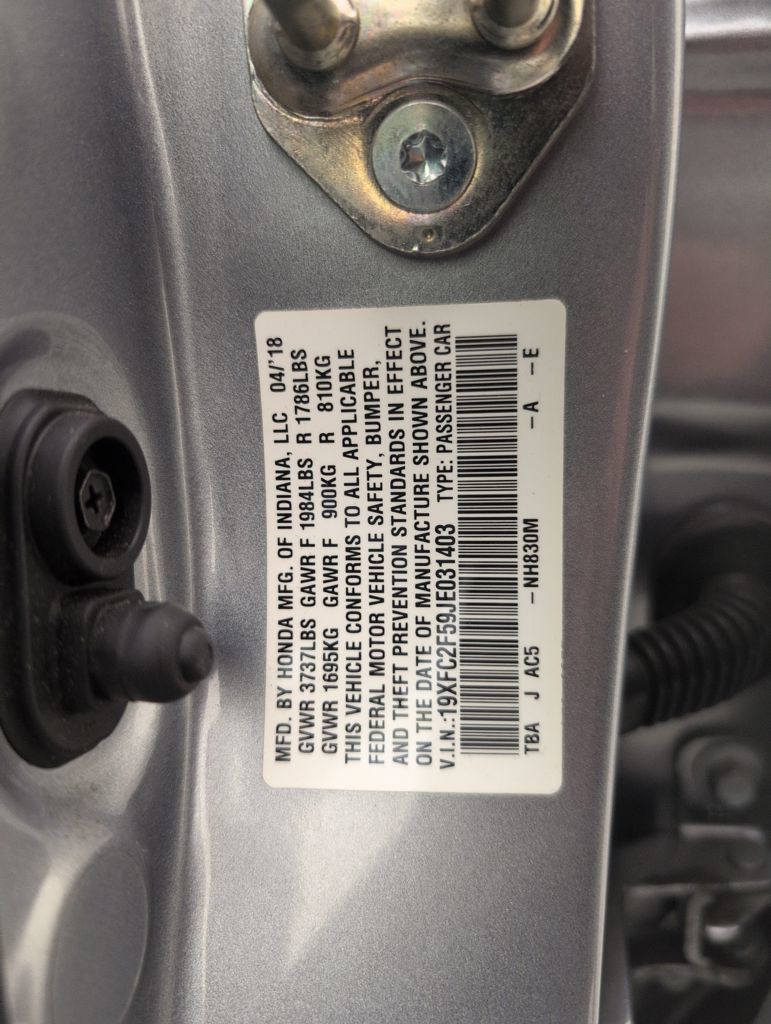 MFD. BY HONDA MFG. OF INDIANA, LLC 04/'18
GVWR 3737LBS GAWR F 1984LBS R 1786LBS
GVWR 1695KG GAWR F 900KG R 810KG
THIS VEHICLE CONFORMS TO ALL APPLICABLE
FEDERAL MOTOR VEHICLE SAFETY, BUMPER,
AND THEFT PREVENTION STANDARDS IN EFFECT
ON THE DATE OF MANUFACTURE SHOWN ABOVE.
V.I.N.:19XFC2F59JE031403 TYPE: PASSENGER CAR
TBA J AC5 -NH830M -A -E